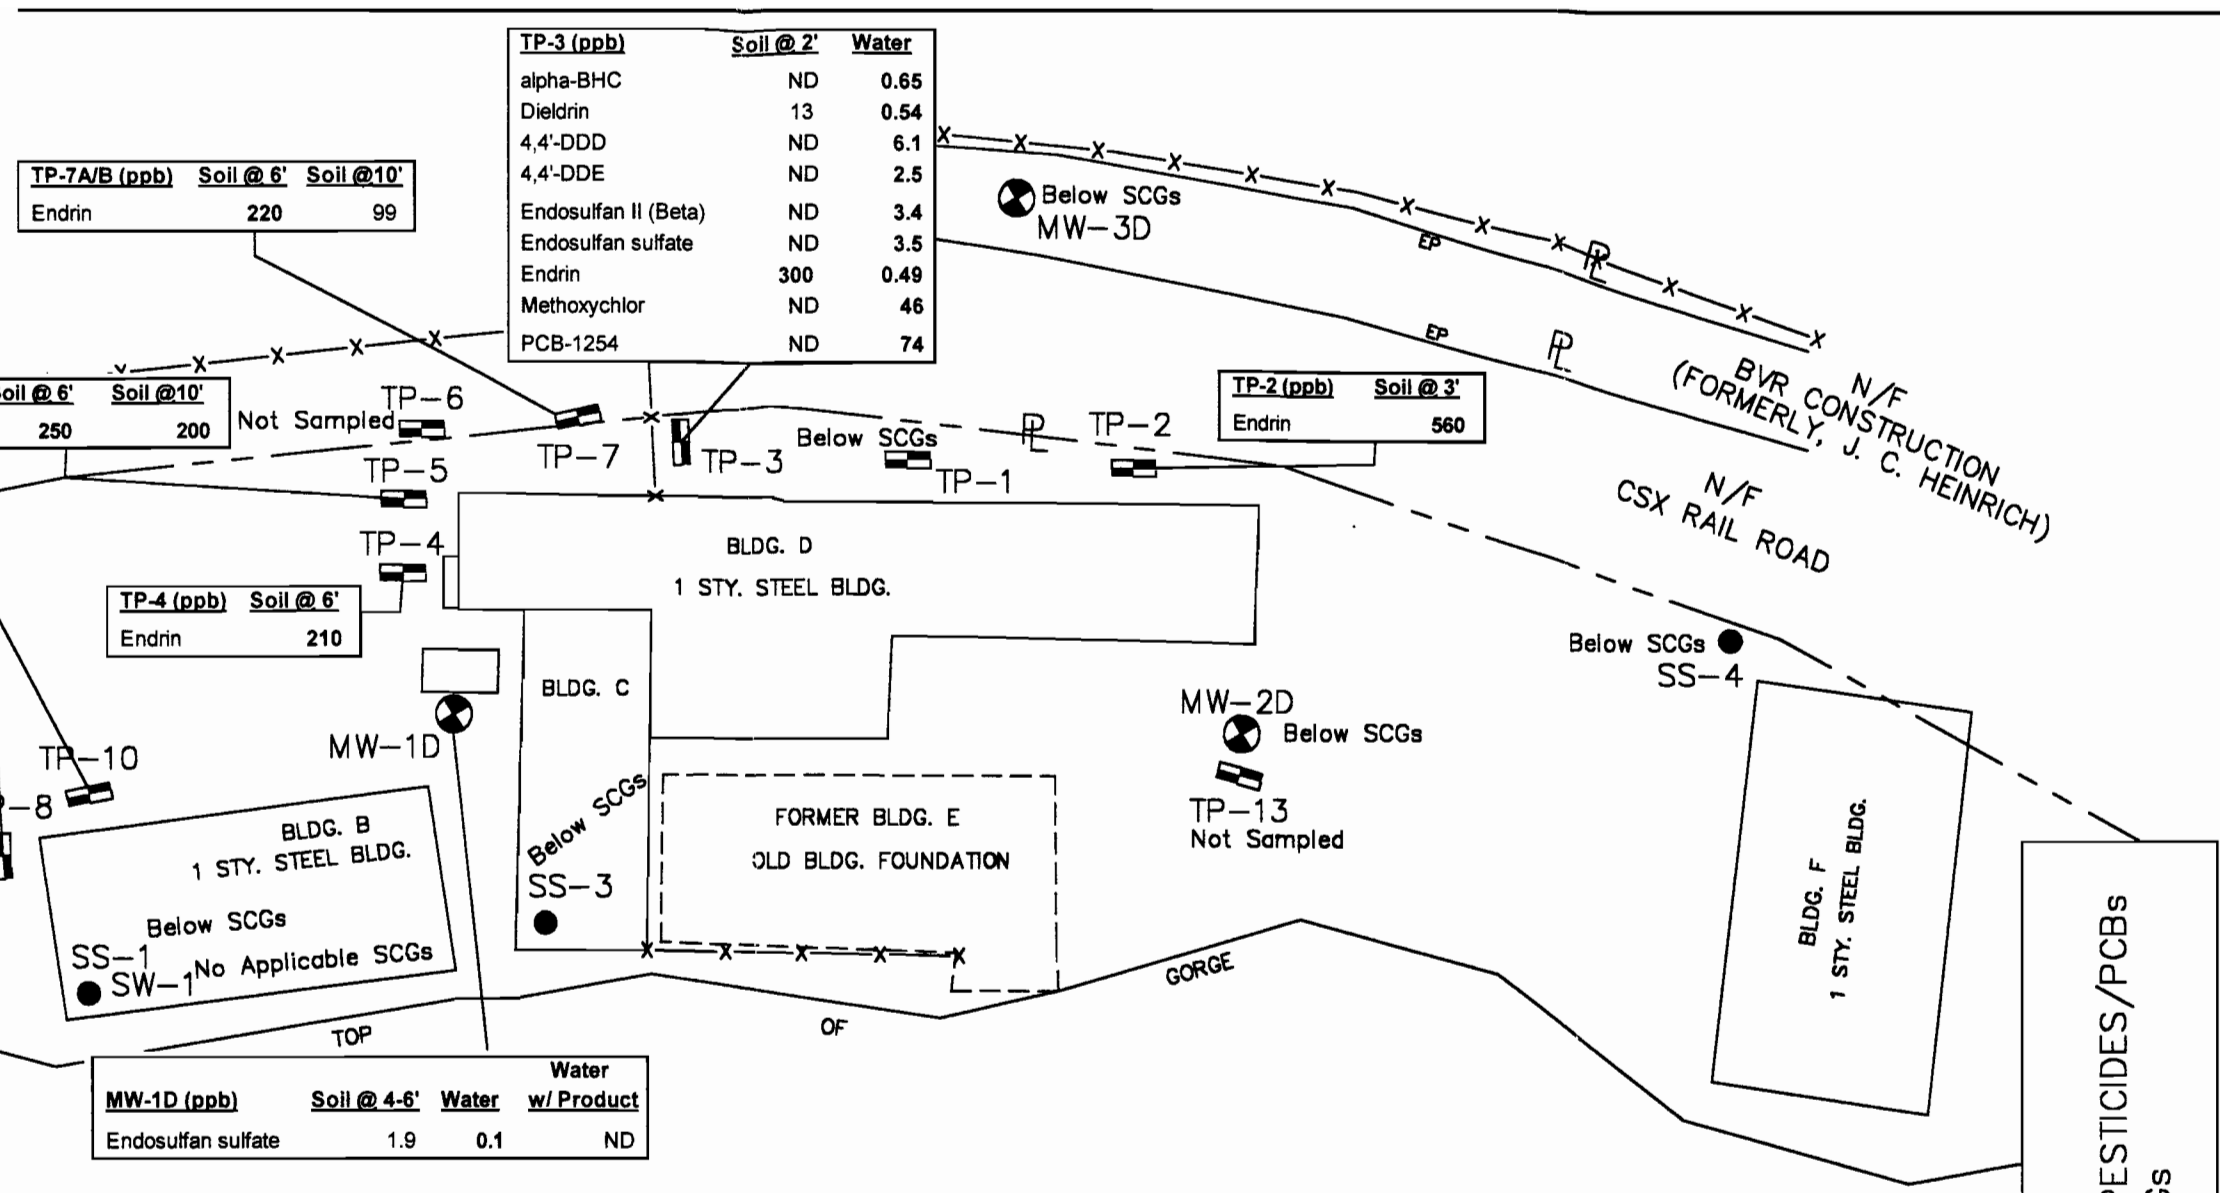 TP-3 (ppb) Soil @ 2' Water
alpha-BHC ND 0.65
Dieldrin 13 0.54
4,4'-DDD ND 6.1
4,4'-DDE ND 2.5
Endosulfan II (Beta) ND 3.4
Endosulfan sulfate ND 3.5
Endrin 300 0.49
Methoxychlor ND 46
PCB-1254 ND 74
TP-7A/B (ppb) Soil @ 6' Soil @10'
Endrin 220 99
Below SCGs
MW-3D
EP
PL
EP
PL
N/F
BVR CONSTRUCTION
(FORMERLY, J. C. HEINRICH)
N/F
CSX RAIL ROAD
@ 6' Soil @10'
250 200
Not Sampled
TP-6
TP-5
TP-7
TP-3
Below SCGs
TP-1
PL
TP-2
TP-2 (ppb) Soil @ 3'
Endrin 560
TP-4
TP-4 (ppb) Soil @ 6'
Endrin 210
BLDG. D
1 STY. STEEL BLDG.
BLDG. C
MW-1D
Below SCGs
SS-4
MW-2D
Below SCGs
TP-13
Not Sampled
TP-10
-8
BLDG. B
1 STY. STEEL BLDG.
Below SCGs
SS-1
SW-1
No Applicable SCGs
Below SCGs
SS-3
FORMER BLDG. E
OLD BLDG. FOUNDATION
BLDG. F
1 STY. STEEL BLDG.
TOP OF GORGE
Water
MW-1D (ppb) Soil @ 4-6' Water w/ Product
Endosulfan sulfate 1.9 0.1 ND
PESTICIDES/PCBs